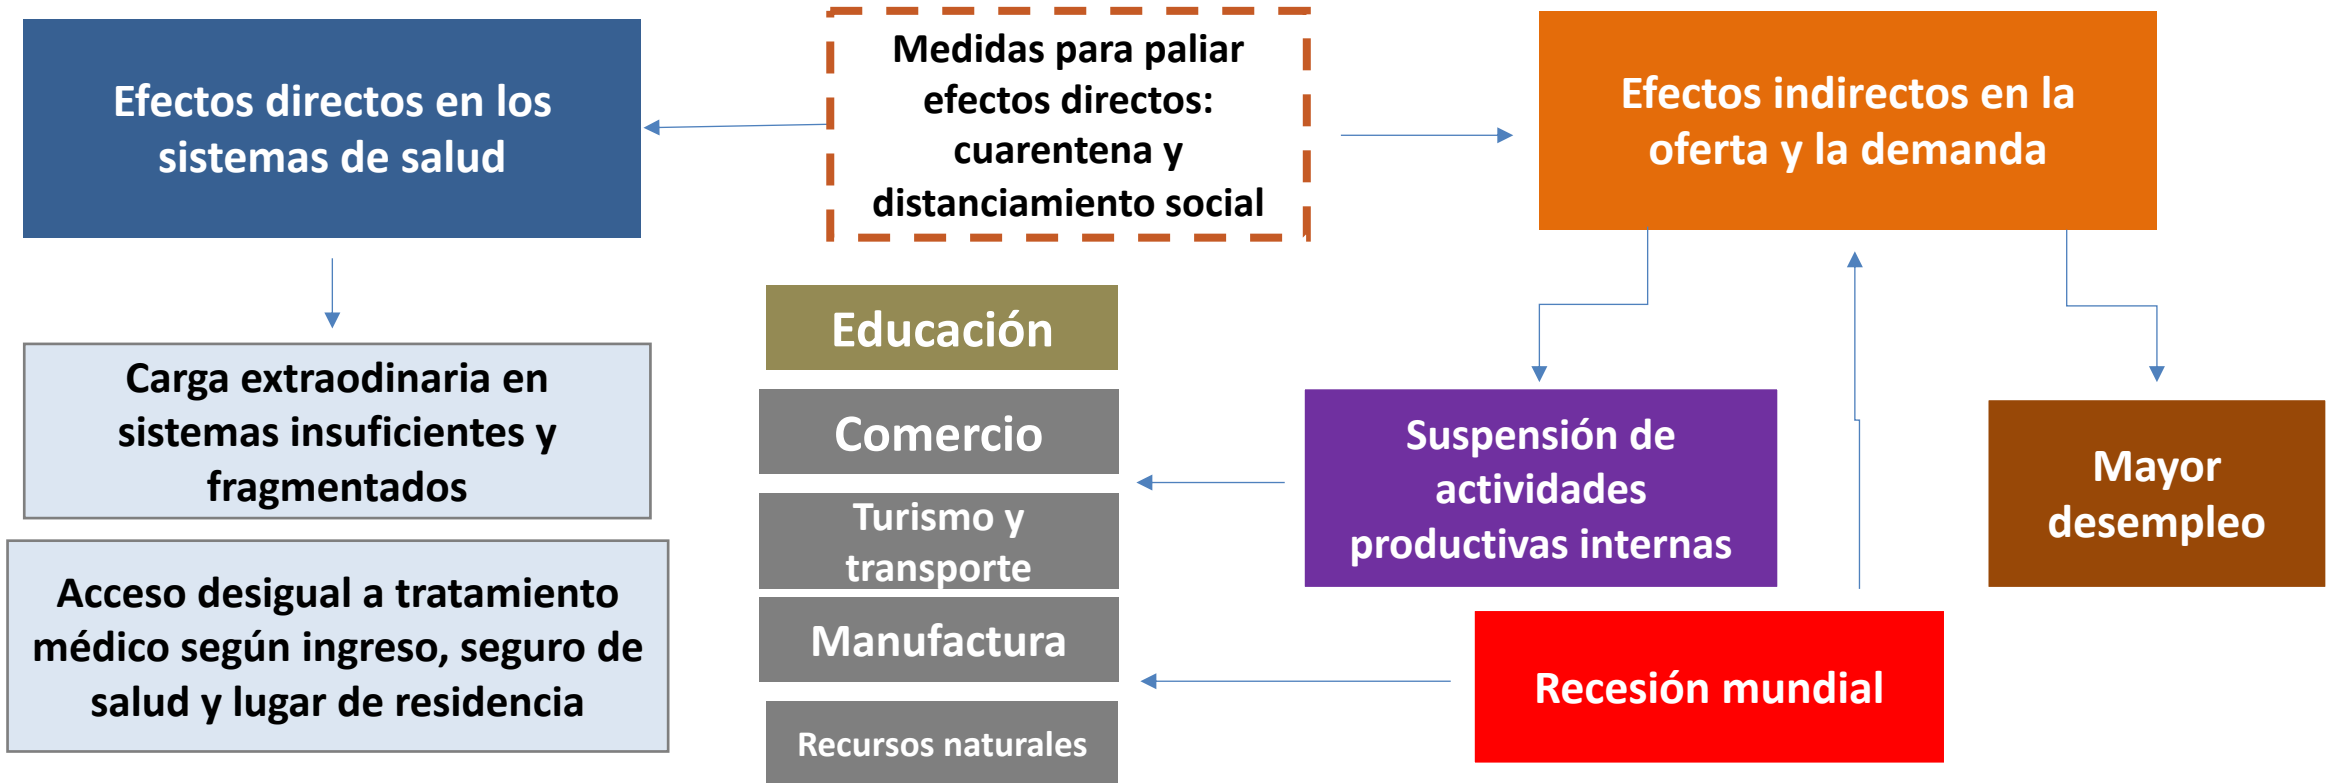 Efectos directos en los
sistemas de salud
Medidas para paliar
efectos directos:
cuarentena y
distanciamiento social
Efectos indirectos en la
oferta y la demanda
Carga extraodinaria en
sistemas insuficientes y
fragmentados
Acceso desigual a tratamiento
médico según ingreso, seguro de
salud y lugar de residencia
Educación
Comercio
Turismo y
transporte
Manufactura
Recursos naturales
Suspensión de
actividades
productivas internas
Mayor
desempleo
Recesión mundial